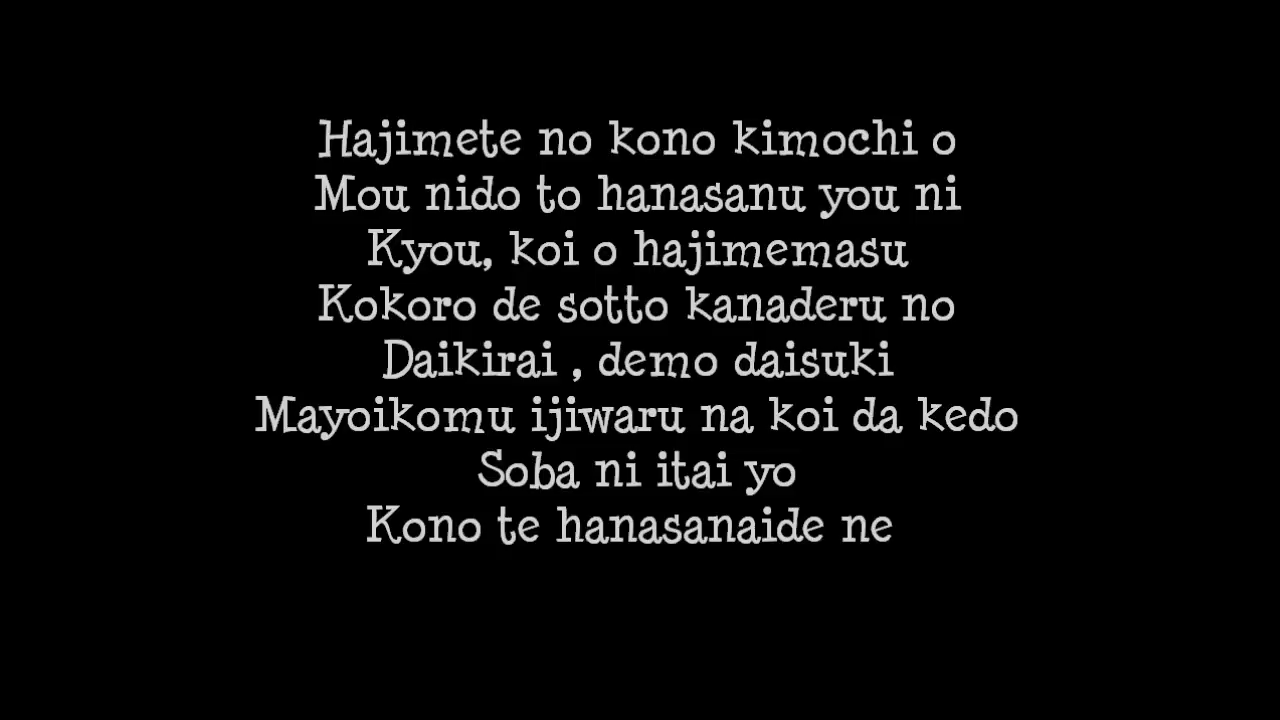 Hajimete no kono kimochi o
Mou nido to hanasanu you ni
Kyou, koi o hajimemasu
Kokoro de sotto kanaderu no
Daikirai , demo daisuki
Mayoikomu ijiwaru na koi da kedo
Soba ni itai yo
Kono te hanasanaide ne